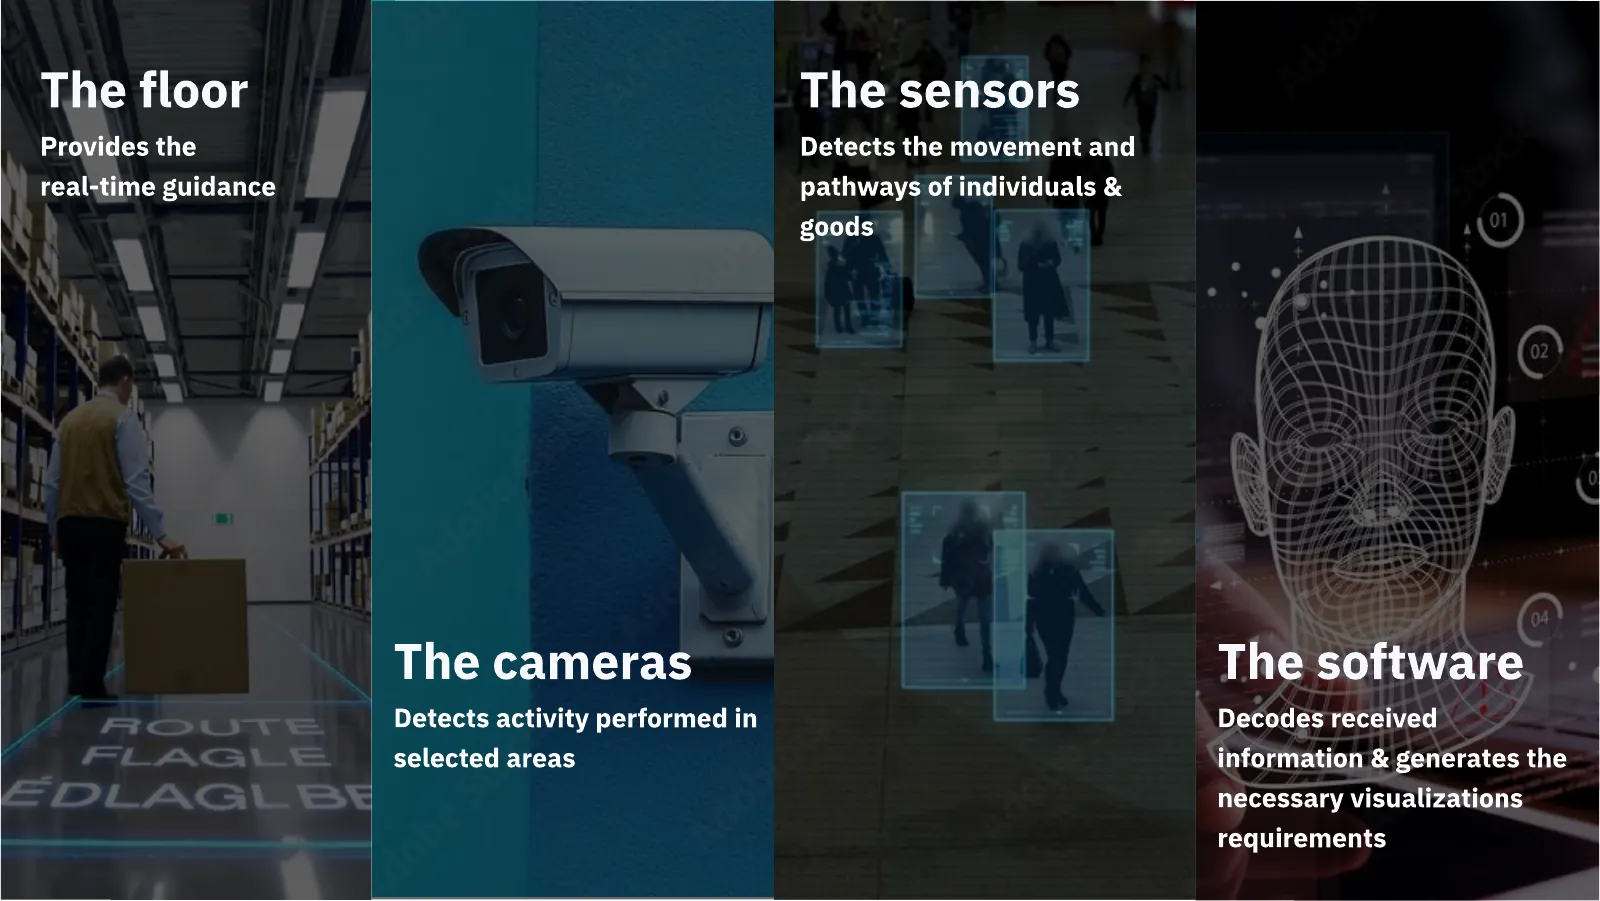 The floor
Provides the
real-time guidance
ROUTE
FLAGLE
ÉDLAGL BE
The cameras
Detects activity performed in
selected areas
The sensors
Detects the movement and
pathways of individuals &
goods
01
02
04
The software
Decodes received
information & generates the
necessary visualizations
requirements